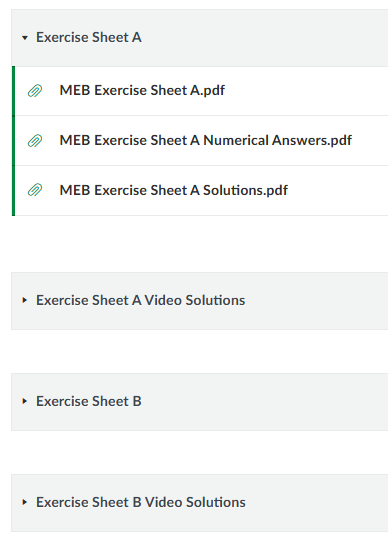 Exercise Sheet A
MEB Exercise Sheet A.pdf
MEB Exercise Sheet A Numerical Answers.pdf
MEB Exercise Sheet A Solutions.pdf
Exercise Sheet A Video Solutions
Exercise Sheet B
Exercise Sheet B Video Solutions